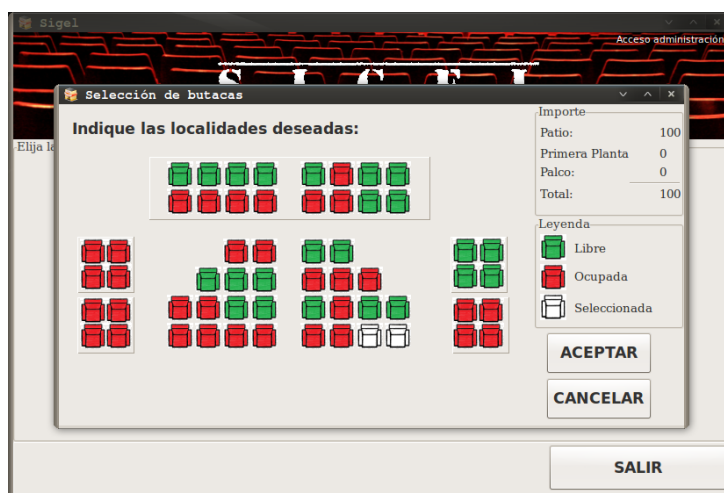 Sigel
Acceso administración
S I G E L
Selección de butacas
Elija la
Indique las localidades deseadas:
Importe
Patio: 100
Primera Planta 0
Palco: 0
Total: 100
Leyenda
Libre
Ocupada
Seleccionada
ACEPTAR
CANCELAR
SALIR